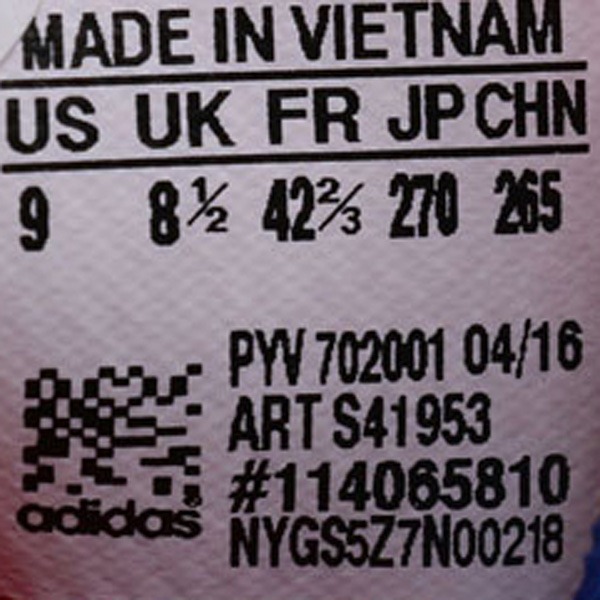 MADE IN VIETNAM
US UK FR JP CHN
9 8½ 42⅔ 270 265
PYV 702001 04/16
ART S41953
#114065810
adidas®
NYGS5Z7N00218